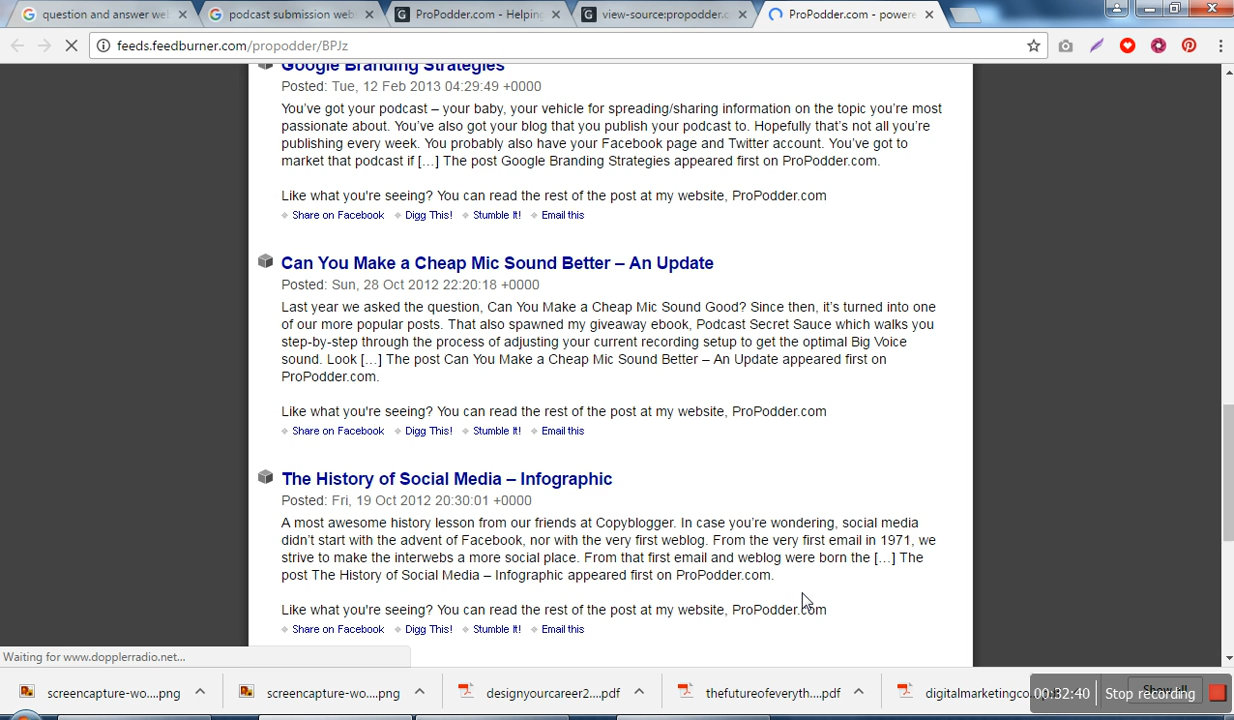 question and answer we
podcast submission web
ProPodder.com - Helping
view-source:propodder.c
ProPodder.com - powere
feeds.feedburner.com/propodder/BPJz
Google Branding Strategies
Posted: Tue, 12 Feb 2013 04:29:49 +0000
You've got your podcast – your baby, your vehicle for spreading/sharing information on the topic you're most
passionate about. You've also got your blog that you publish your podcast to. Hopefully that's not all you're
publishing every week. You probably also have your Facebook page and Twitter account. You've got to
market that podcast if [...] The post Google Branding Strategies appeared first on ProPodder.com.
Like what you're seeing? You can read the rest of the post at my website, ProPodder.com
Share on Facebook Digg This! Stumble It! Email this
Can You Make a Cheap Mic Sound Better – An Update
Posted: Sun, 28 Oct 2012 22:20:18 +0000
Last year we asked the question, Can You Make a Cheap Mic Sound Good? Since then, it's turned into one
of our more popular posts. That also spawned my giveaway ebook, Podcast Secret Sauce which walks you
step-by-step through the process of adjusting your current recording setup to get the optimal Big Voice
sound. Look [...] The post Can You Make a Cheap Mic Sound Better – An Update appeared first on
ProPodder.com.
Like what you're seeing? You can read the rest of the post at my website, ProPodder.com
Share on Facebook Digg This! Stumble It! Email this
The History of Social Media – Infographic
Posted: Fri, 19 Oct 2012 20:30:01 +0000
A most awesome history lesson from our friends at Copyblogger. In case you're wondering, social media
didn't start with the advent of Facebook, nor with the very first weblog. From the very first email in 1971, we
strive to make the interwebs a more social place. From that first email and weblog were born the [...] The
post The History of Social Media – Infographic appeared first on ProPodder.com.
Like what you're seeing? You can read the rest of the post at my website, ProPodder.com
Share on Facebook Digg This! Stumble It! Email this
Waiting for www.dopplerradio.net...
screencapture-wo....png
screencapture-wo....png
designyourcareer2....pdf
thefutureofeveryth....pdf
digitalmarketingco
00:32:40 Stop recording